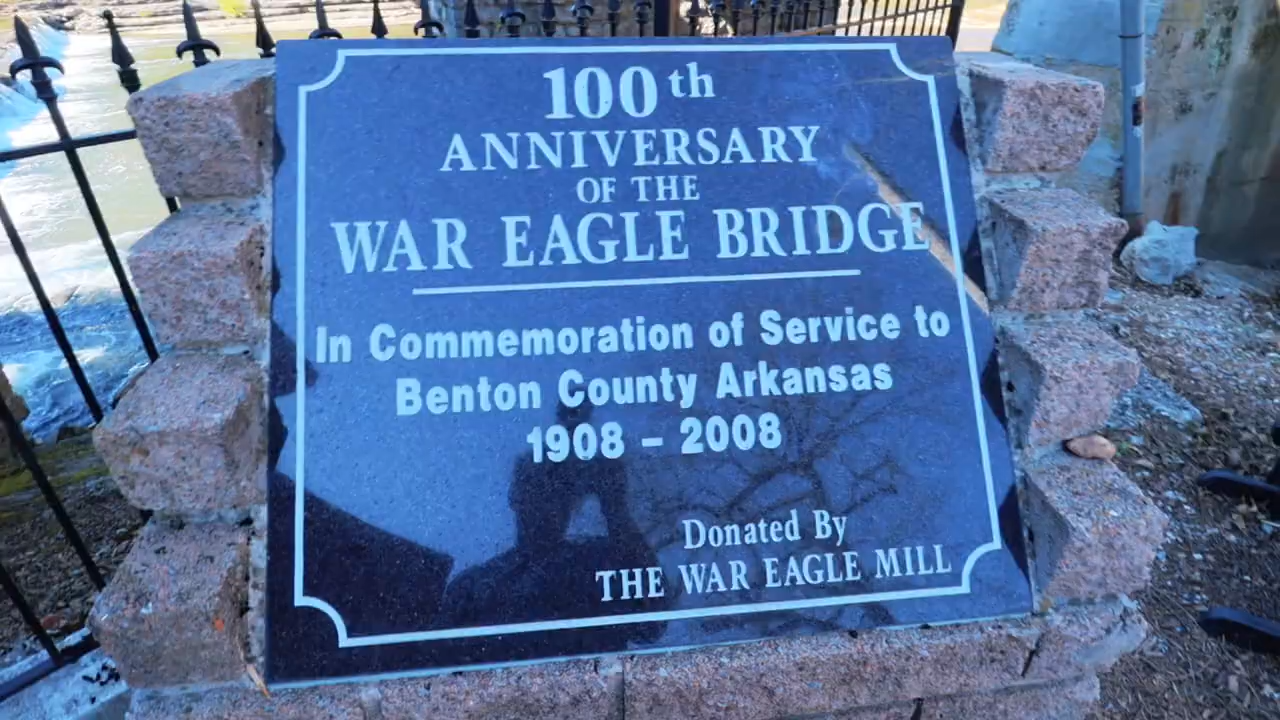 100th
ANNIVERSARY
OF THE
WAR EAGLE BRIDGE
In Commemoration of Service to
Benton County Arkansas
1908 – 2008
Donated By
THE WAR EAGLE MILL